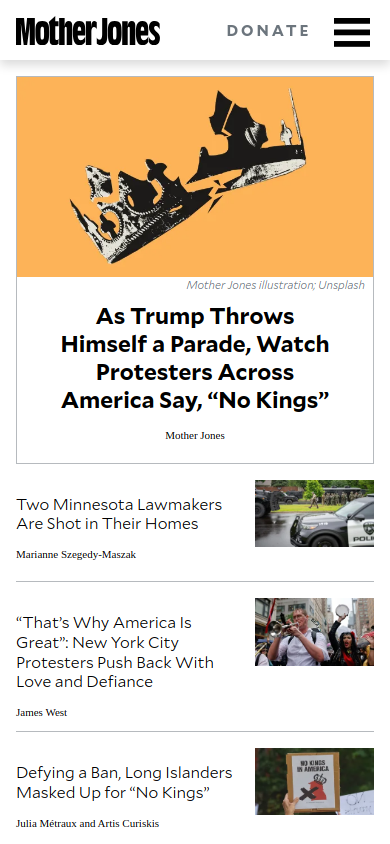 Mother Jones
DONATE
Mother Jones illustration; Unsplash
As Trump Throws
Himself a Parade, Watch
Protesters Across
America Say, “No Kings”
Mother Jones
Two Minnesota Lawmakers
Are Shot in Their Homes
Marianne Szegedy-Maszak
POLI
“That’s Why America Is
Great”: New York City
Protesters Push Back With
Love and Defiance
James West
Defying a Ban, Long Islanders
Masked Up for “No Kings”
Julia Métraux and Artis Curiskis
NO KINGS
IN AMERICA